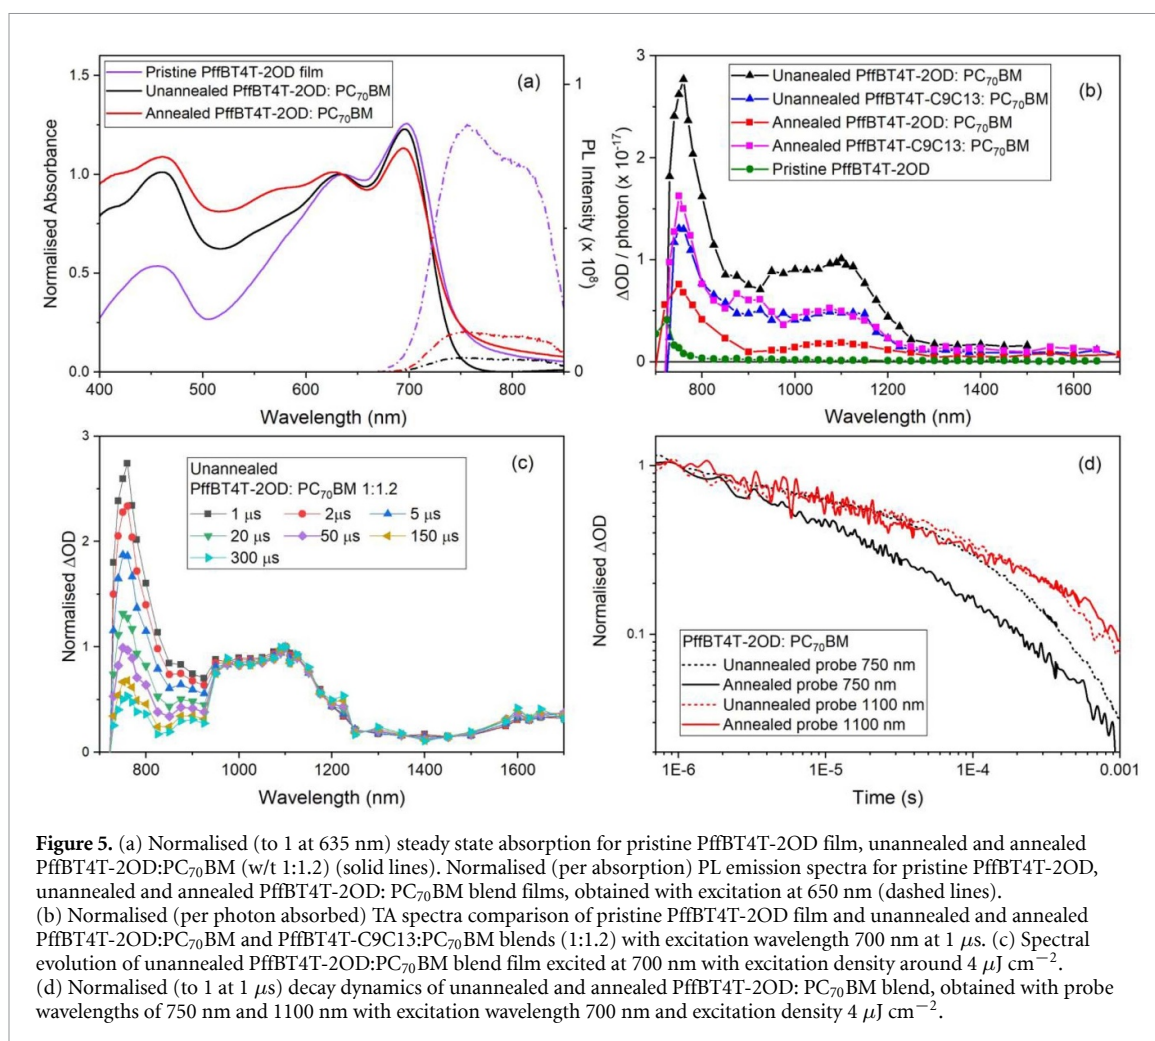 (a)
Pristine PffBT4T-2OD film
Unannealed PffBT4T-2OD: PC₇₀BM
Annealed PffBT4T-2OD: PC₇₀BM
Normalised Absorbance
1.5
1.0
0.5
0.0
400 500 600 700 800
Wavelength (nm)
1
0
PL Intensity (x 10⁸)
(b)
Unanealed PffBT4T-2OD: PC₇₀BM
Unannealed PffBT4T-C9C13: PC₇₀BM
Annealed PffBT4T-2OD: PC₇₀BM
Annealed PffBT4T-C9C13: PC₇₀BM
Pristine PffBT4T-2OD
ΔOD / photon (x 10⁻¹⁷)
3
2
1
0
800 1000 1200 1400 1600
Wavelength (nm)
(c)
Unannealed
PffBT4T-2OD: PC₇₀BM 1:1.2
1 μs 2μs 5 μs
20 μs 50 μs 150 μs
300 μs
Normalised ΔOD
3
2
1
0
800 1000 1200 1400 1600
Wavelength (nm)
(d)
Normalised ΔOD
1
0.1
PffBT4T-2OD: PC₇₀BM
Unannealed probe 750 nm
Annealed probe 750 nm
Unannealed probe 1100 nm
Annealed probe 1100 nm
1E-6 1E-5 1E-4 0.001
Time (s)
Figure 5. (a) Normalised (to 1 at 635 nm) steady state absorption for pristine PffBT4T-2OD film, unannealed and annealed
PffBT4T-2OD:PC₇₀BM (w/t 1:1.2) (solid lines). Normalised (per absorption) PL emission spectra for pristine PffBT4T-2OD,
unannealed and annealed PffBT4T-2OD: PC₇₀BM blend films, obtained with excitation at 650 nm (dashed lines).
(b) Normalised (per photon absorbed) TA spectra comparison of pristine PffBT4T-2OD film and unannealed and annealed
PffBT4T-2OD:PC₇₀BM and PffBT4T-C9C13:PC₇₀BM blends (1:1.2) with excitation wavelength 700 nm at 1 μs. (c) Spectral
evolution of unannealed PffBT4T-2OD:PC₇₀BM blend film excited at 700 nm with excitation density around 4 μJ cm⁻².
(d) Normalised (to 1 at 1 μs) decay dynamics of unannealed and annealed PffBT4T-2OD: PC₇₀BM blend, obtained with probe
wavelengths of 750 nm and 1100 nm with excitation wavelength 700 nm and excitation density 4 μJ cm⁻².